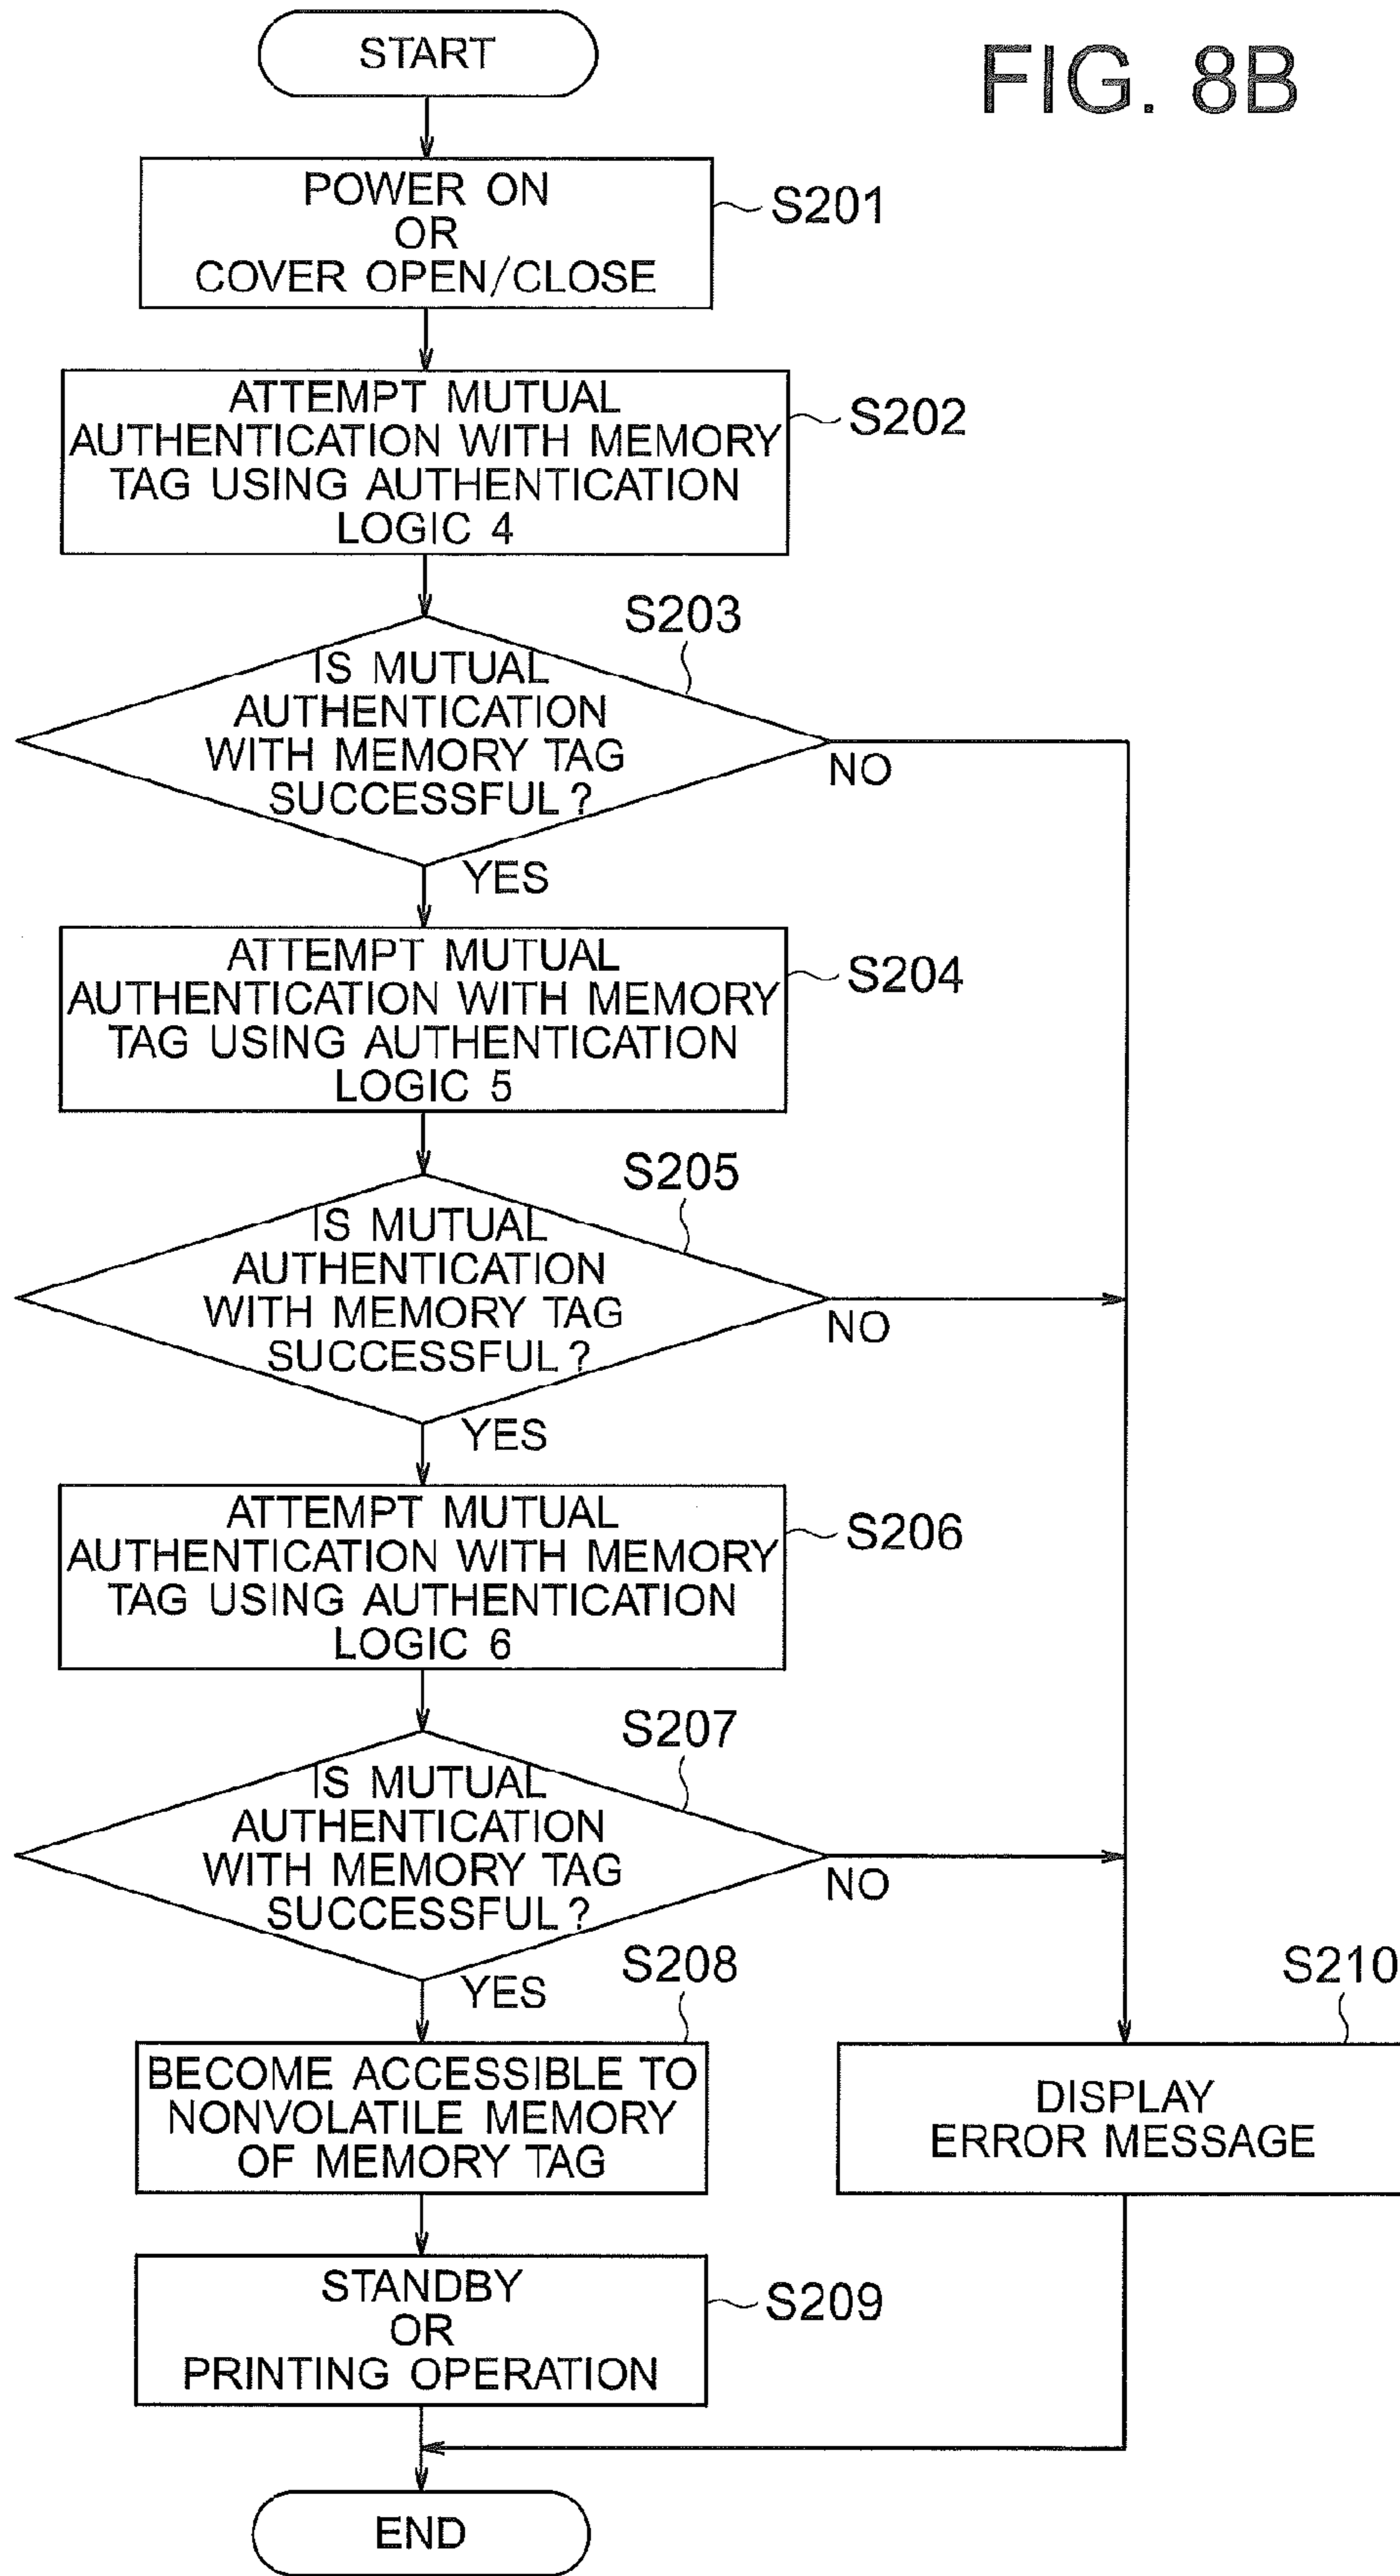 FIG. 8B
START
POWER ON
OR
COVER OPEN/CLOSE
S201
ATTEMPT MUTUAL
AUTHENTICATION WITH MEMORY
TAG USING AUTHENTICATION
LOGIC 4
S202
S203
IS MUTUAL
AUTHENTICATION
WITH MEMORY TAG
SUCCESSFUL?
NO
YES
ATTEMPT MUTUAL
AUTHENTICATION WITH MEMORY
TAG USING AUTHENTICATION
LOGIC 5
S204
S205
IS MUTUAL
AUTHENTICATION
WITH MEMORY TAG
SUCCESSFUL?
NO
YES
ATTEMPT MUTUAL
AUTHENTICATION WITH MEMORY
TAG USING AUTHENTICATION
LOGIC 6
S206
S207
IS MUTUAL
AUTHENTICATION
WITH MEMORY TAG
SUCCESSFUL?
NO
YES
S208
BECOME ACCESSIBLE TO
NONVOLATILE MEMORY
OF MEMORY TAG
S210
DISPLAY
ERROR MESSAGE
STANDBY
OR
PRINTING OPERATION
S209
END